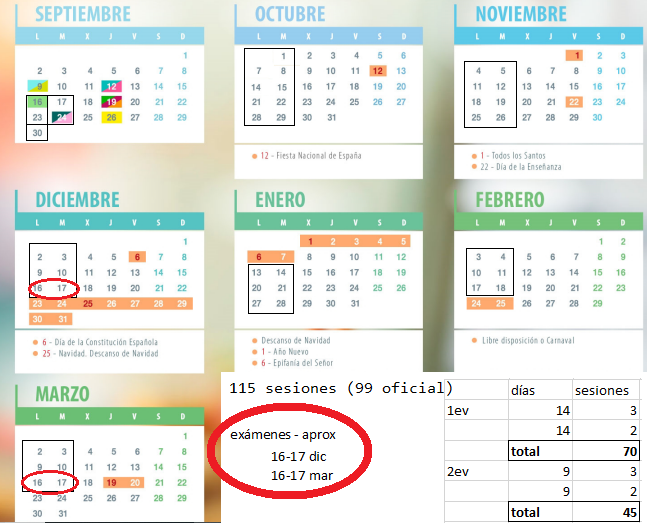 SEPTIEMBRE
L M X J V S D
1
2 3 4 5 6 7 8
9 10 11 12 13 14 15
16 17 18 19 20 21 22
23 24 25 26 27 28 29
30
OCTUBRE
L M X J V S D
1 2 3 4 5 6
7 8 9 10 11 12 13
14 15 16 17 18 19 20
21 22 23 24 25 26 27
28 29 30 31
12 - Fiesta Nacional de España
NOVIEMBRE
L M X J V S D
1 2 3
4 5 6 7 8 9 10
11 12 13 14 15 16 17
18 19 20 21 22 23 24
25 26 27 28 29 30
1 - Todos los Santos
22 - Día de la Enseñanza
DICIEMBRE
L M X J V S D
1
2 3 4 5 6 7 8
9 10 11 12 13 14 15
16 17 18 19 20 21 22
23 24 25 26 27 28 29
30 31
6 - Día de la Constitución Española
25 - Navidad. Descanso de Navidad
ENERO
L M X J V S D
1 2 3 4 5
6 7 8 9 10 11 12
13 14 15 16 17 18 19
20 21 22 23 24 25 26
27 28 29 30 31
Descanso de Navidad
1 - Año Nuevo
6 - Epifanía del Señor
FEBRERO
L M X J V S D
1 2
3 4 5 6 7 8 9
10 11 12 13 14 15 16
17 18 19 20 21 22 23
24 25 26 27 28 29
Libre disposición o Carnaval
MARZO
L M X J V S D
1
2 3 4 5 6 7 8
9 10 11 12 13 14 15
16 17 18 19 20 21 22
23 24 25 26 27 28 29
30 31
115 sesiones (99 oficial)
exámenes - aprox
16-17 dic
16-17 mar
días sesiones
1ev 14 3
14 2
total 70
2ev 9 3
9 2
total 45